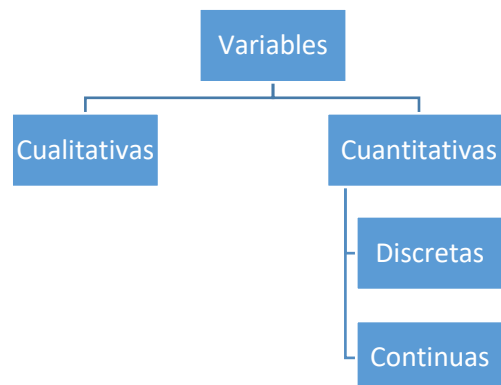 Variables
Cualitativas
Cuantitativas
Discretas
Continuas